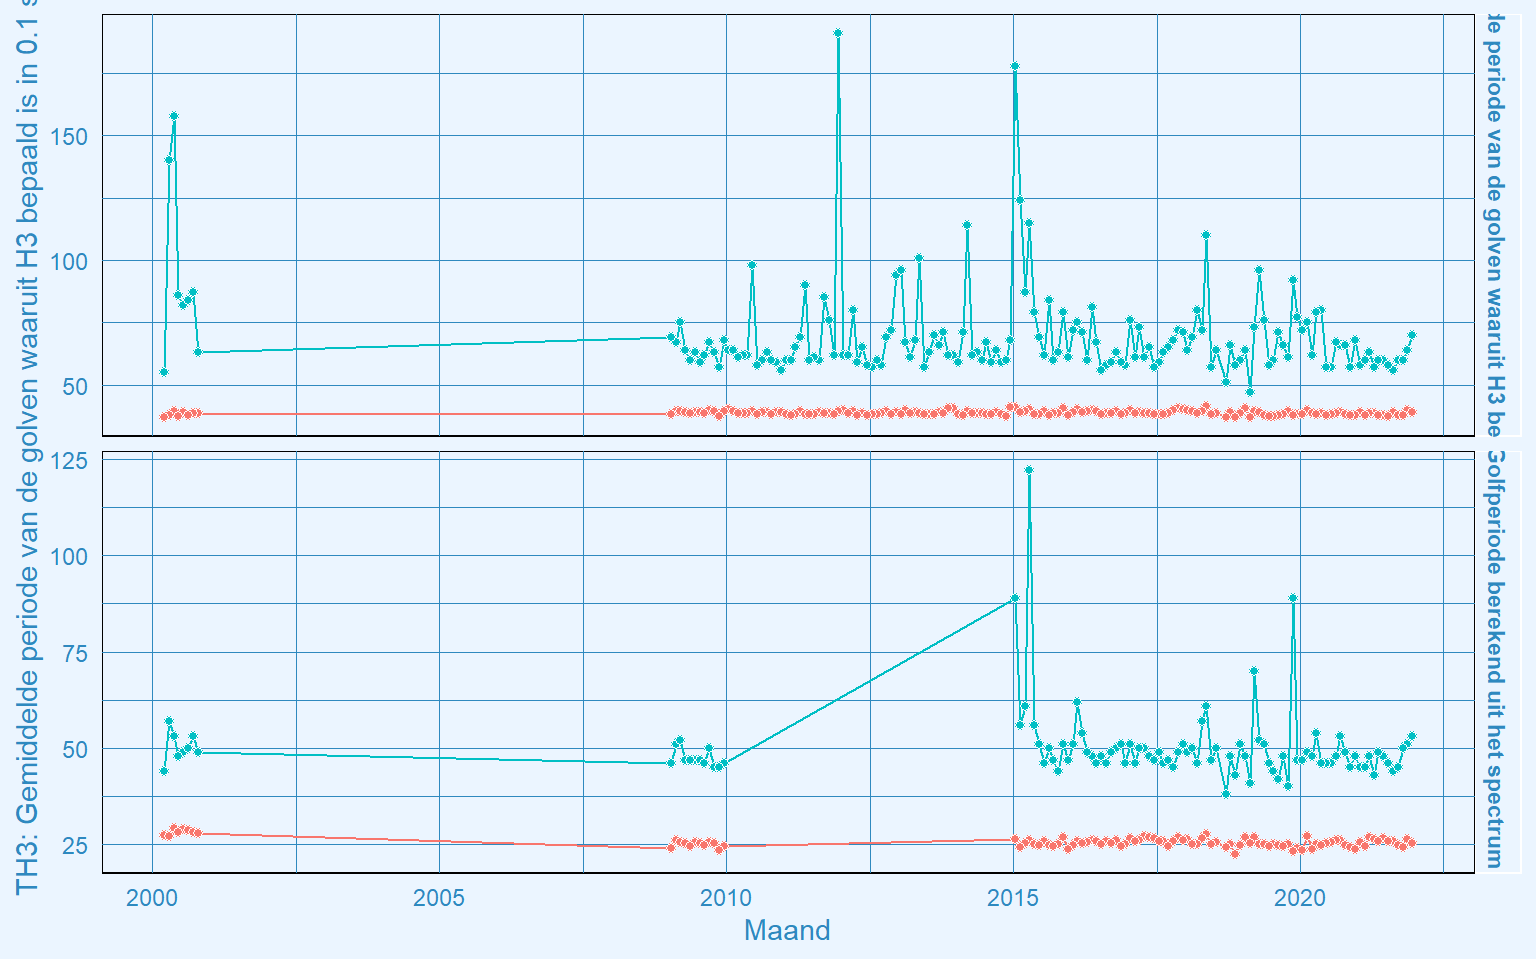 TH3: Gemiddelde periode van de golven waaruit H3 bepaald is in 0.1 s
150
100
50
de periode van de golven waaruit H3 be
125
100
75
50
25
Golfperiode berekend uit het spectrum
2000 2005 2010 2015 2020
Maand